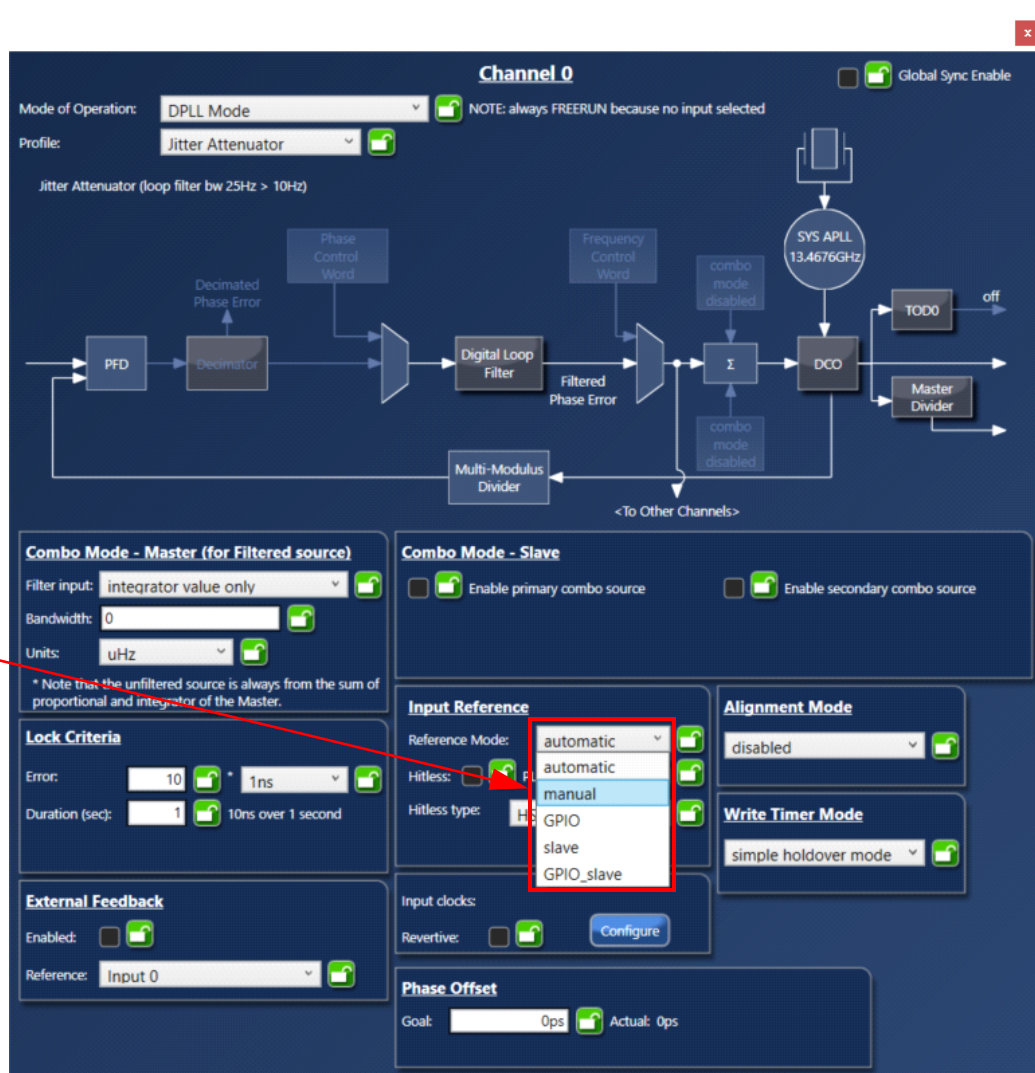 x
Channel 0
Global Sync Enable
Mode of Operation: DPLL Mode NOTE: always FREERUN because no input selected
Profile: Jitter Attenuator
Jitter Attenuator (loop filter bw 25Hz > 10Hz)
Phase
Control
Word
Frequency
Control
Word
SYS APLL
13.4676GHz
combo
mode
disabled
Decimated
Phase Error
TOD0
off
PFD
Decimator
Digital Loop
Filter
Filtered
Phase Error
Σ
DCO
Master
Divider
combo
mode
disabled
Multi-Modulus
Divider
<To Other Channels>
Combo Mode - Master (for Filtered source)
Filter input: integrator value only
Bandwidth: 0
Units: uHz
* Note that the unfiltered source is always from the sum of
proportional and integrator of the Master.
Combo Mode - Slave
Enable primary combo source
Enable secondary combo source
Lock Criteria
Error: 10 * 1ns
Duration (sec): 1 10ns over 1 second
Input Reference
Reference Mode: automatic
automatic
manual
GPIO
slave
GPIO_slave
Hitless:
Hitless type:
Alignment Mode
disabled
Write Timer Mode
simple holdover mode
External Feedback
Enabled:
Reference: Input 0
Input clocks:
Revertive:
Configure
Phase Offset
Goal: 0ps Actual: 0ps